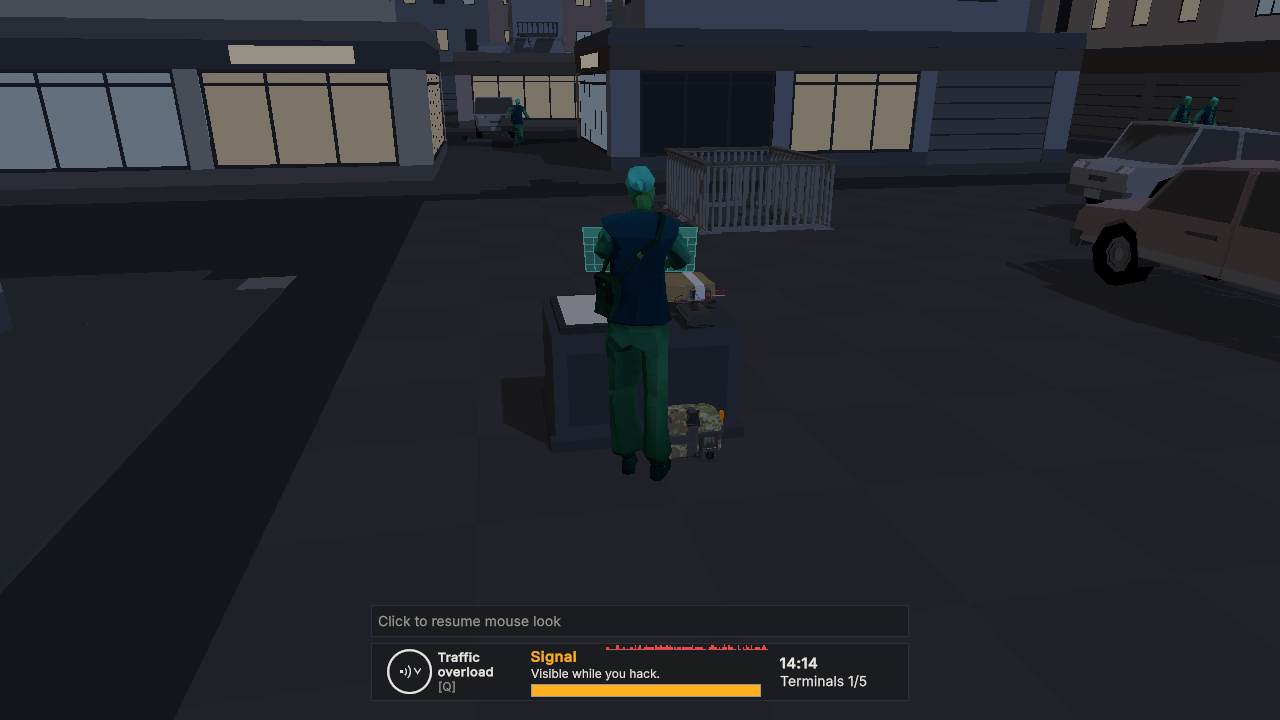 Click to resume mouse look
Traffic
overload
[Q]
Signal
Visible while you hack.
14:14
Terminals 1/5